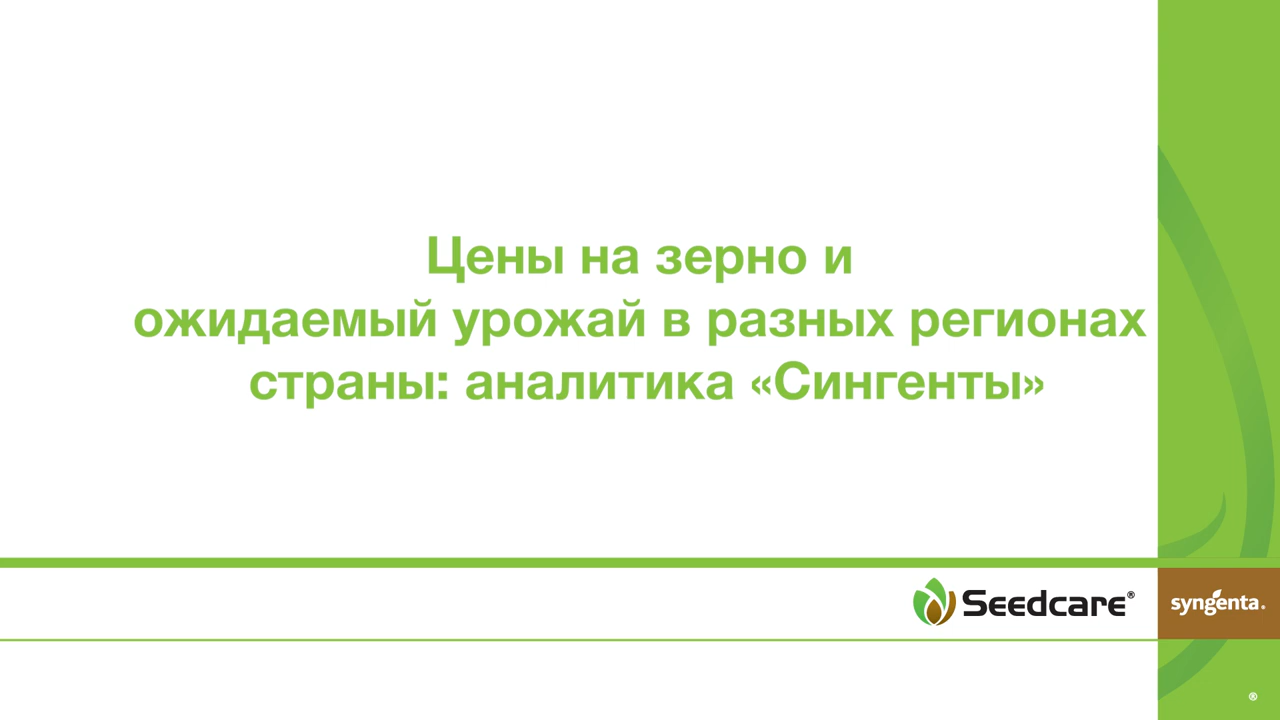 Цены на зерно и
ожидаемый урожай в разных регионах
страны: аналитика «Сингенты»
Seedcare®
syngenta®
®